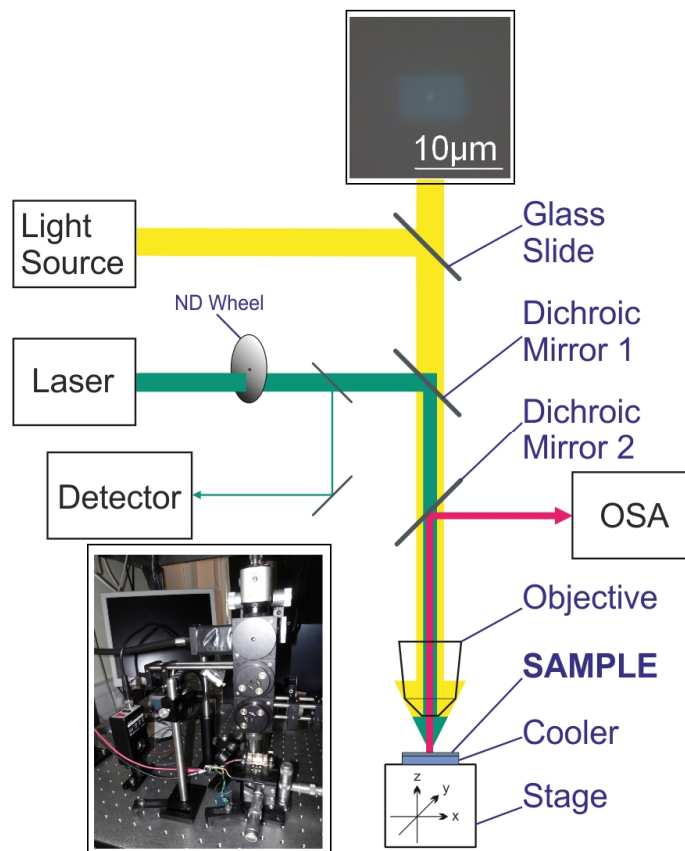 10µm
Light
Source
Glass
Slide
ND Wheel
Dichroic
Mirror 1
Laser
Dichroic
Mirror 2
Detector
OSA
Objective
SAMPLE
Cooler
Stage
z
y
x